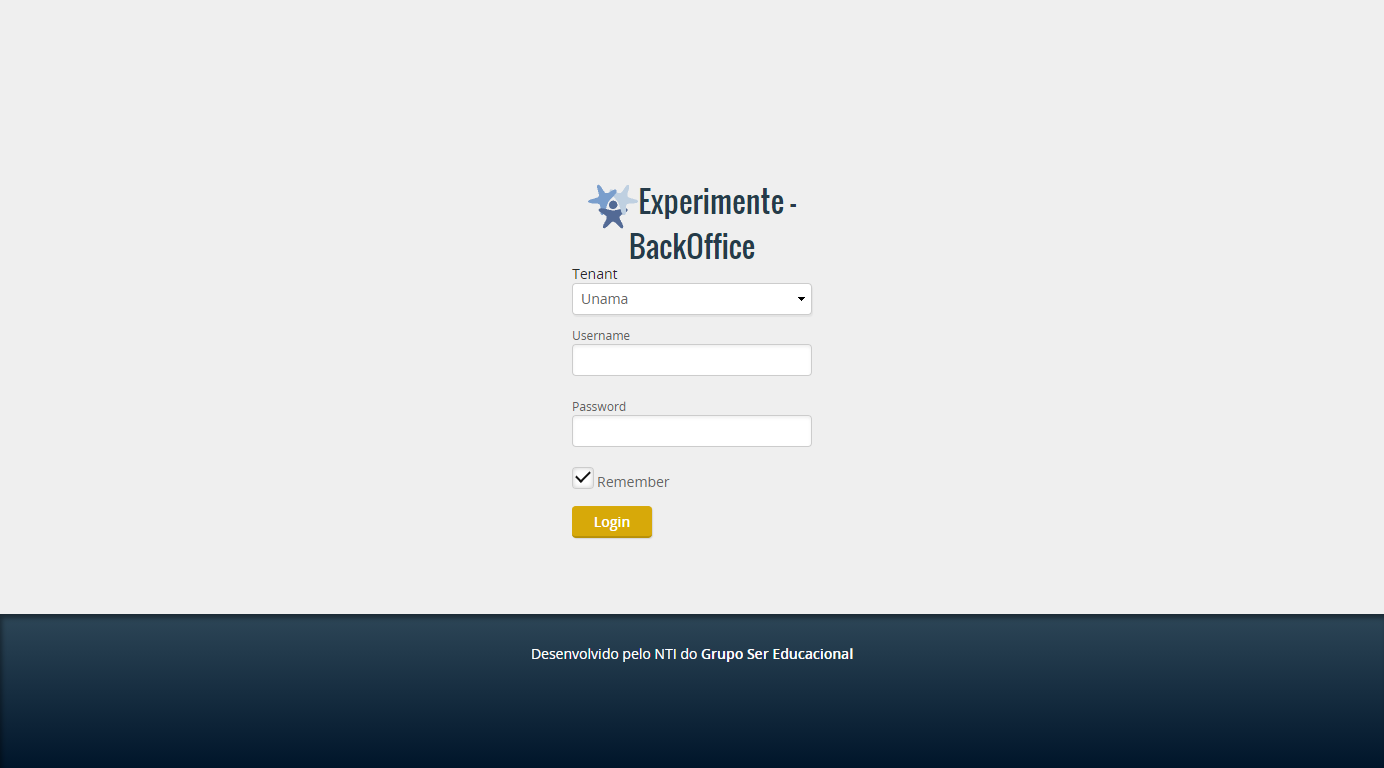 Experimente -
BackOffice
Tenant
Unama
Username
Password
Remember
Login
Desenvolvido pelo NTI do Grupo Ser Educacional